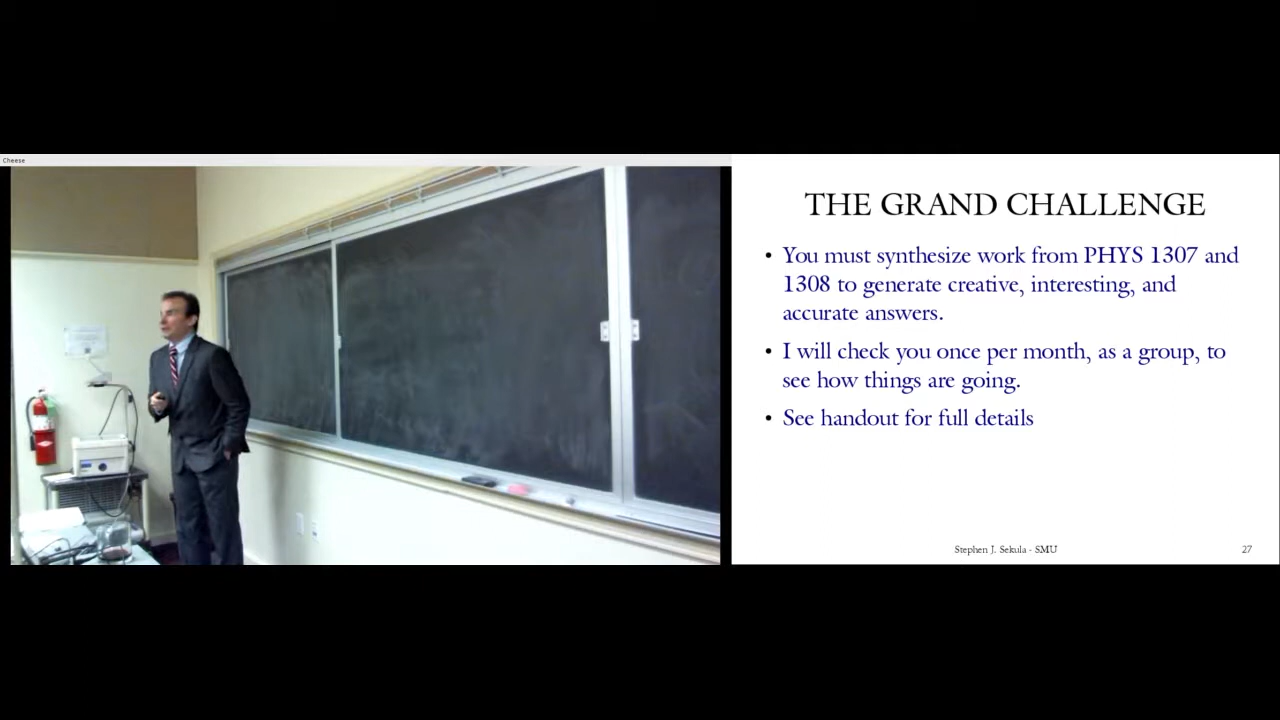 Cheese
THE GRAND CHALLENGE
• You must synthesize work from PHYS 1307 and
1308 to generate creative, interesting, and
accurate answers.
• I will check you once per month, as a group, to
see how things are going.
• See handout for full details
Stephen J. Sekula - SMU
27